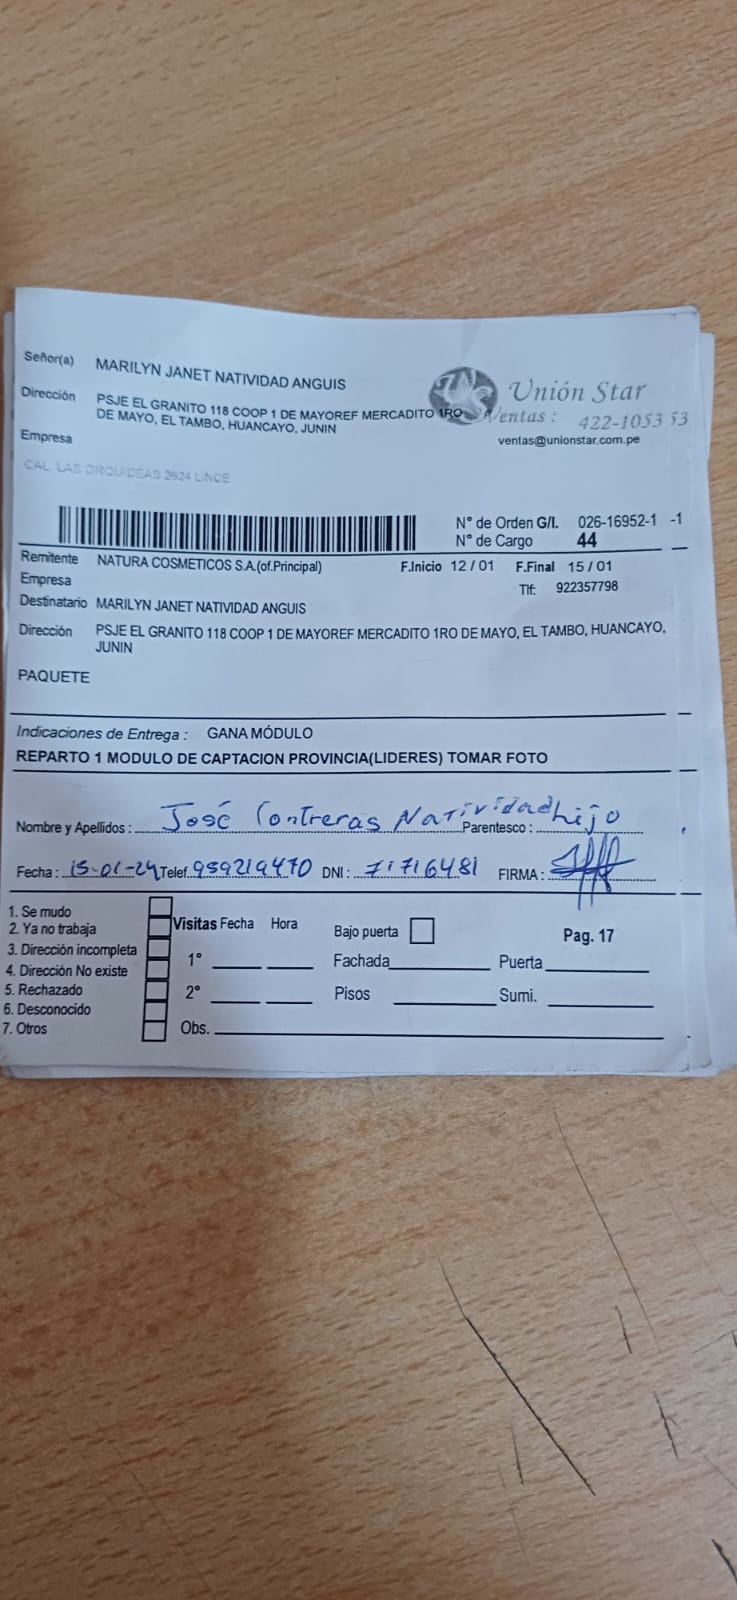 Señor(a) MARILYN JANET NATIVIDAD ANGUIS
Dirección PSJE EL GRANITO 118 COOP 1 DE MAYOREF MERCADITO 1RO
DE MAYO, EL TAMBO, HUANCAYO, JUNIN
Empresa
CAL. LAS ORQUIDEAS 2624 LINCE
Unión Star
Ventas : 422-1053 53
ventas@unionstar.com.pe
N° de Orden G/I. 026-16952-1 -1
N° de Cargo 44
Remitente NATURA COSMETICOS S.A.(of.Principal) F.Inicio 12 / 01 F.Final 15 / 01
Empresa Tlf: 922357798
Destinatario MARILYN JANET NATIVIDAD ANGUIS
Dirección PSJE EL GRANITO 118 COOP 1 DE MAYOREF MERCADITO 1RO DE MAYO, EL TAMBO, HUANCAYO,
JUNIN
PAQUETE
Indicaciones de Entrega : GANA MÓDULO
REPARTO 1 MODULO DE CAPTACION PROVINCIA(LIDERES) TOMAR FOTO
Nombre y Apellidos : José Contreras Natividad Parentesco : hijo
Fecha : 15-01-24 Telef 959219470 DNI : 71716481 FIRMA :
1. Se mudo
2. Ya no trabaja
3. Dirección incompleta
4. Dirección No existe
5. Rechazado
6. Desconocido
7. Otros
Visitas Fecha Hora
1°
2°
Obs.
Bajo puerta
Fachada
Pisos
Pag. 17
Puerta
Sumi.